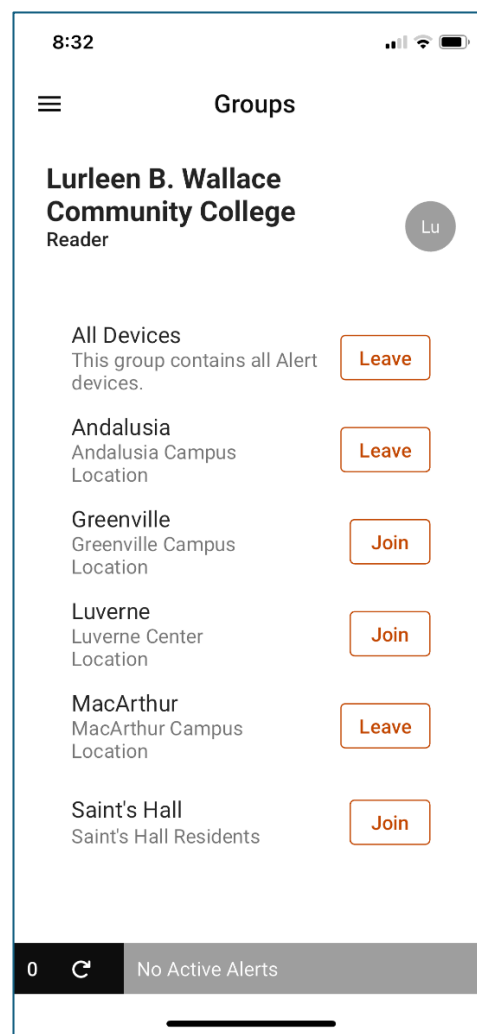 8:32
Groups
Lurleen B. Wallace
Community College
Reader
Lu
All Devices
This group contains all Alert
devices.
Leave
Andalusia
Andalusia Campus
Location
Leave
Greenville
Greenville Campus
Location
Join
Luverne
Luverne Center
Location
Join
MacArthur
MacArthur Campus
Location
Leave
Saint's Hall
Saint's Hall Residents
Join
0
No Active Alerts